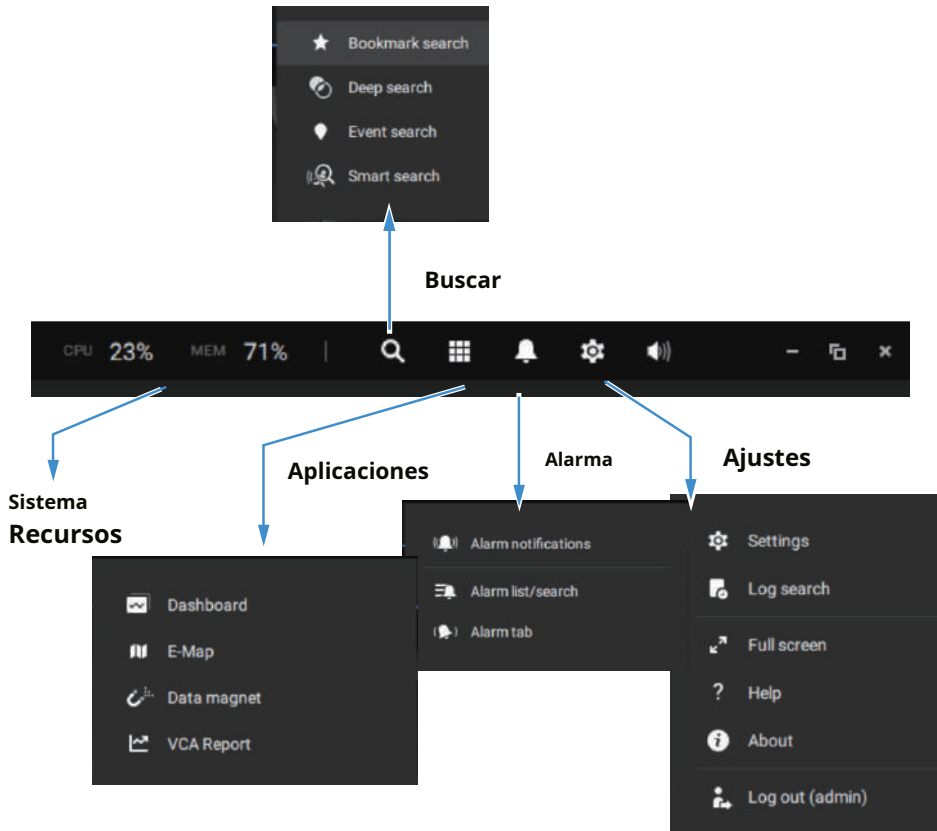 Bookmark search
Deep search
Event search
Smart search
Buscar
CPU 23% MEM 71%
Sistema
Recursos
Aplicaciones
Alarma
Ajustes
Dashboard
E-Map
Data magnet
VCA Report
Alarm notifications
Alarm list/search
Alarm tab
Settings
Log search
Full screen
Help
About
Log out (admin)